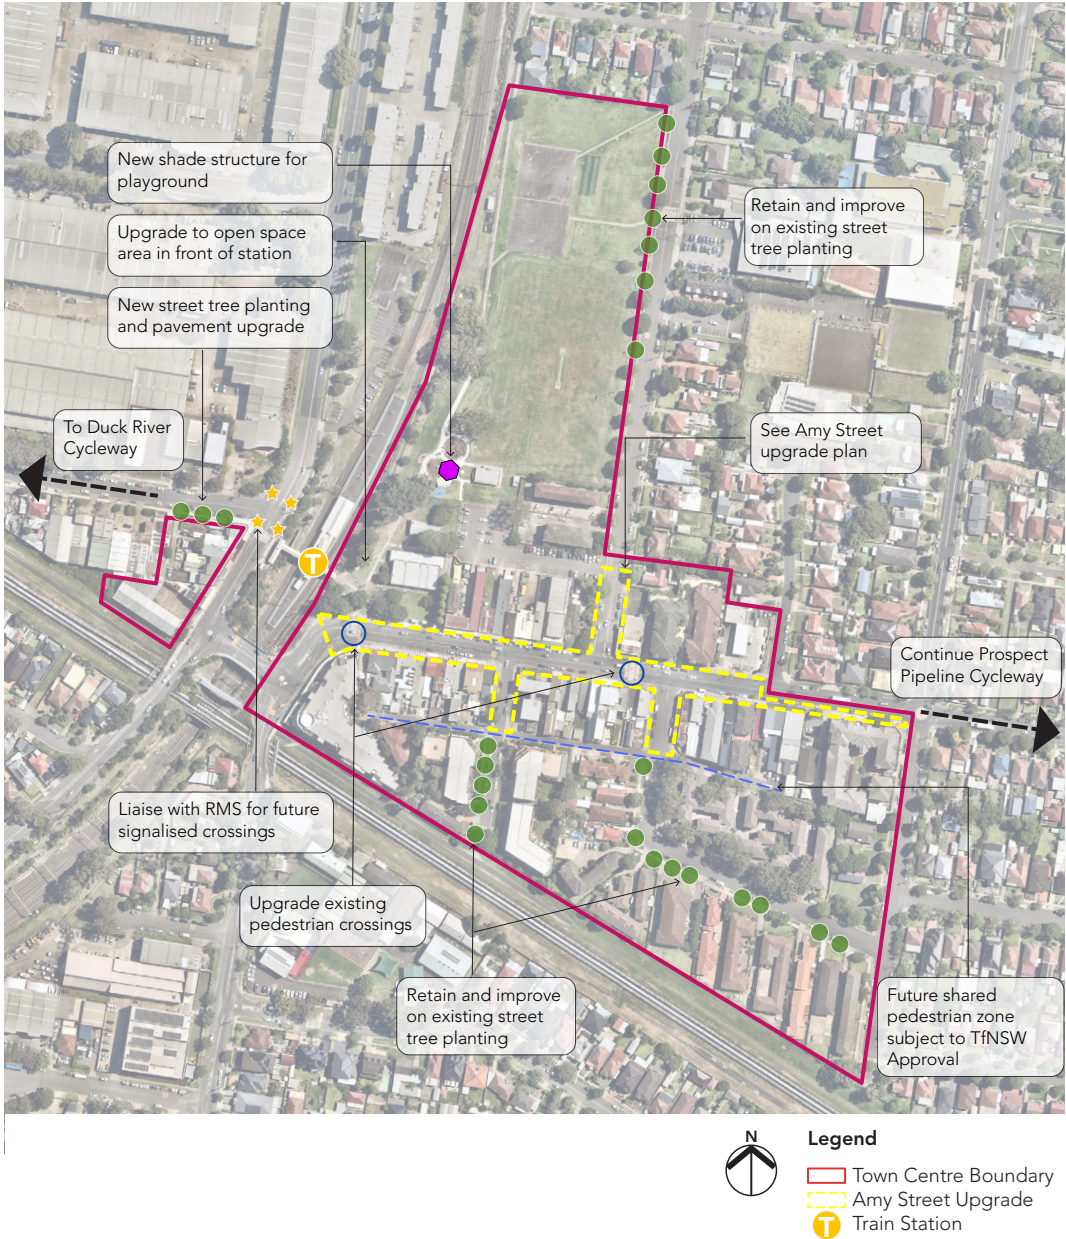 New shade structure for
playground
Upgrade to open space
area in front of station
New street tree planting
and pavement upgrade
To Duck River
Cycleway
Retain and improve
on existing street
tree planting
See Amy Street
upgrade plan
T
Continue Prospect
Pipeline Cycleway
Liaise with RMS for future
signalised crossings
Upgrade existing
pedestrian crossings
Retain and improve
on existing street
tree planting
Future shared
pedestrian zone
subject to TfNSW
Approval
N
Legend
Town Centre Boundary
Amy Street Upgrade
T Train Station